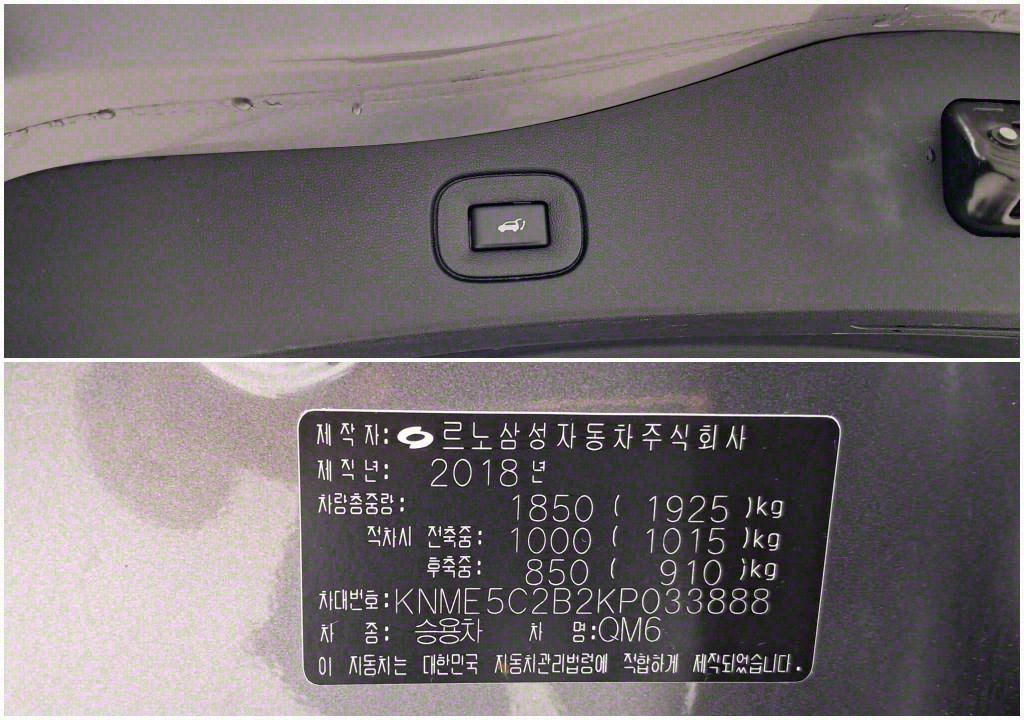 제 작 자: 르노삼성자동차주식회사
제 작 년: 2018 년
차량총중량: 1850 ( 1925 )kg
적차시 전축중: 1000 ( 1015 )kg
후축중: 850 ( 910 )kg
차대번호: KNME5C2B2KP033888
차 종: 승용차 차 명:QM6
이 자동차는 대한민국 자동차관리법령에 적합하게 제작되었습니다.